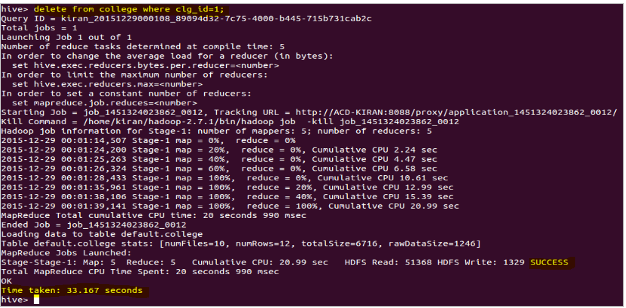 hive> delete from college where clg_id=1;
Query ID = kiran_20151229000108_89094d32-7c75-4000-b445-715b731cab2c
Total jobs = 1
Launching Job 1 out of 1
Number of reduce tasks determined at compile time: 5
In order to change the average load for a reducer (in bytes):
  set hive.exec.reducers.bytes.per.reducer=<number>
In order to limit the maximum number of reducers:
  set hive.exec.reducers.max=<number>
In order to set a constant number of reducers:
  set mapreduce.job.reduces=<number>
Starting Job = job_1451324023862_0012, Tracking URL = http://ACD-KIRAN:8088/proxy/application_1451324023862_0012/
Kill Command = /home/kiran/hadoop-2.7.1/bin/hadoop job  -kill job_1451324023862_0012
Hadoop job information for Stage-1: number of mappers: 5; number of reducers: 5
2015-12-29 00:01:14,507 Stage-1 map = 0%,  reduce = 0%
2015-12-29 00:01:24,200 Stage-1 map = 20%,  reduce = 0%, Cumulative CPU 2.24 sec
2015-12-29 00:01:25,263 Stage-1 map = 40%,  reduce = 0%, Cumulative CPU 4.47 sec
2015-12-29 00:01:26,324 Stage-1 map = 60%,  reduce = 0%, Cumulative CPU 6.58 sec
2015-12-29 00:01:28,433 Stage-1 map = 100%,  reduce = 0%, Cumulative CPU 10.61 sec
2015-12-29 00:01:35,961 Stage-1 map = 100%,  reduce = 20%, Cumulative CPU 12.99 sec
2015-12-29 00:01:38,106 Stage-1 map = 100%,  reduce = 40%, Cumulative CPU 15.39 sec
2015-12-29 00:01:39,141 Stage-1 map = 100%,  reduce = 100%, Cumulative CPU 20.99 sec
MapReduce Total cumulative CPU time: 20 seconds 990 msec
Ended Job = job_1451324023862_0012
Loading data to table default.college
Table default.college stats: [numFiles=10, numRows=12, totalSize=6716, rawDataSize=1246]
MapReduce Jobs Launched:
Stage-Stage-1: Map: 5  Reduce: 5   Cumulative CPU: 20.99 sec   HDFS Read: 51368 HDFS Write: 1329 SUCCESS
Total MapReduce CPU Time Spent: 20 seconds 990 msec
OK
Time taken: 33.167 seconds
hive>